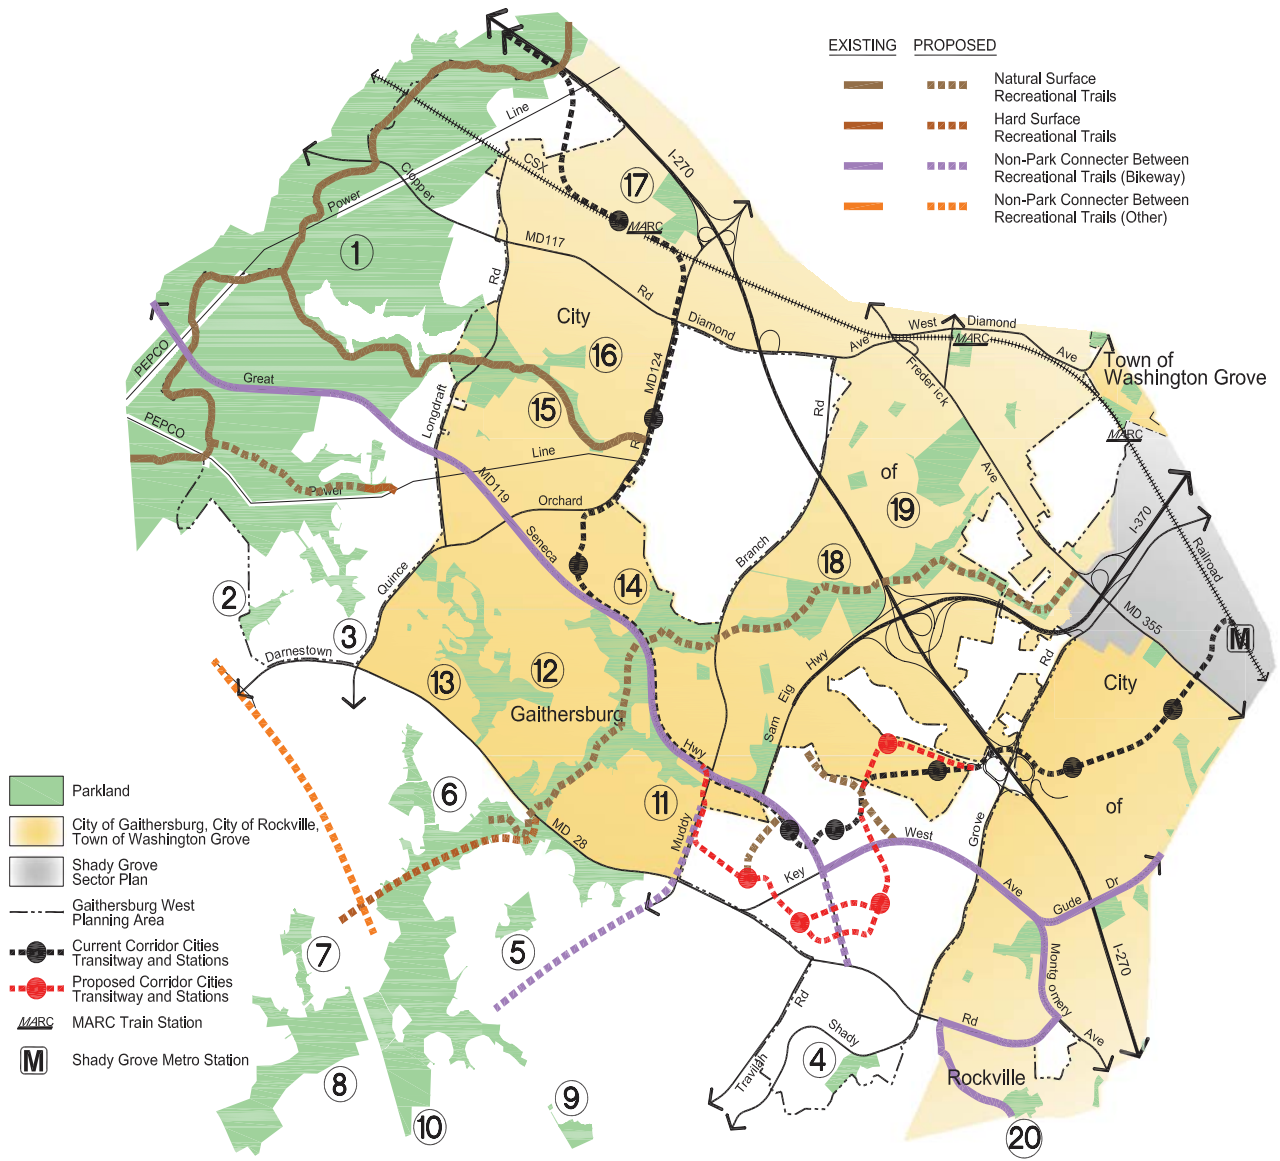 EXISTING PROPOSED
Natural Surface
Recreational Trails
Hard Surface
Recreational Trails
Non-Park Connecter Between
Recreational Trails (Bikeway)
Non-Park Connecter Between
Recreational Trails (Other)
Line
I-270
CSX
17
Copper
Power
MARC
1
MD117
Rd
Rd
City
Diamond
West
Diamond
Ave
MARC
Ave
Town of
Washington Grove
PEPCO
16
MD124
Frederick
Great
Longdraft
15
Rd
PEPCO
R
MARC
Line
of
Ave
Power
MD119
Orchard
19
I-370
Seneca
Branch
Railroad
18
Quince
14
2
MD 355
3
M
Darnestown
Rd
12
Hwy
13
City
Eig
Gaithersburg
Sam
Hwy
Parkland
6
11
of
City of Gaithersburg, City of Rockville,
Town of Washington Grove
MD 28
Muddy
West
Grove
Shady Grove
Sector Plan
Key
Ave
Dr
Gude
Gaithersburg West
Planning Area
7
5
Current Corridor Cities
Transitway and Stations
I-270
Montgomery
Proposed Corridor Cities
Transitway and Stations
Rd
MARC MARC Train Station
Rd
Shady
Ave
M Shady Grove Metro Station
4
Travilah
Rockville
8
9
10
20